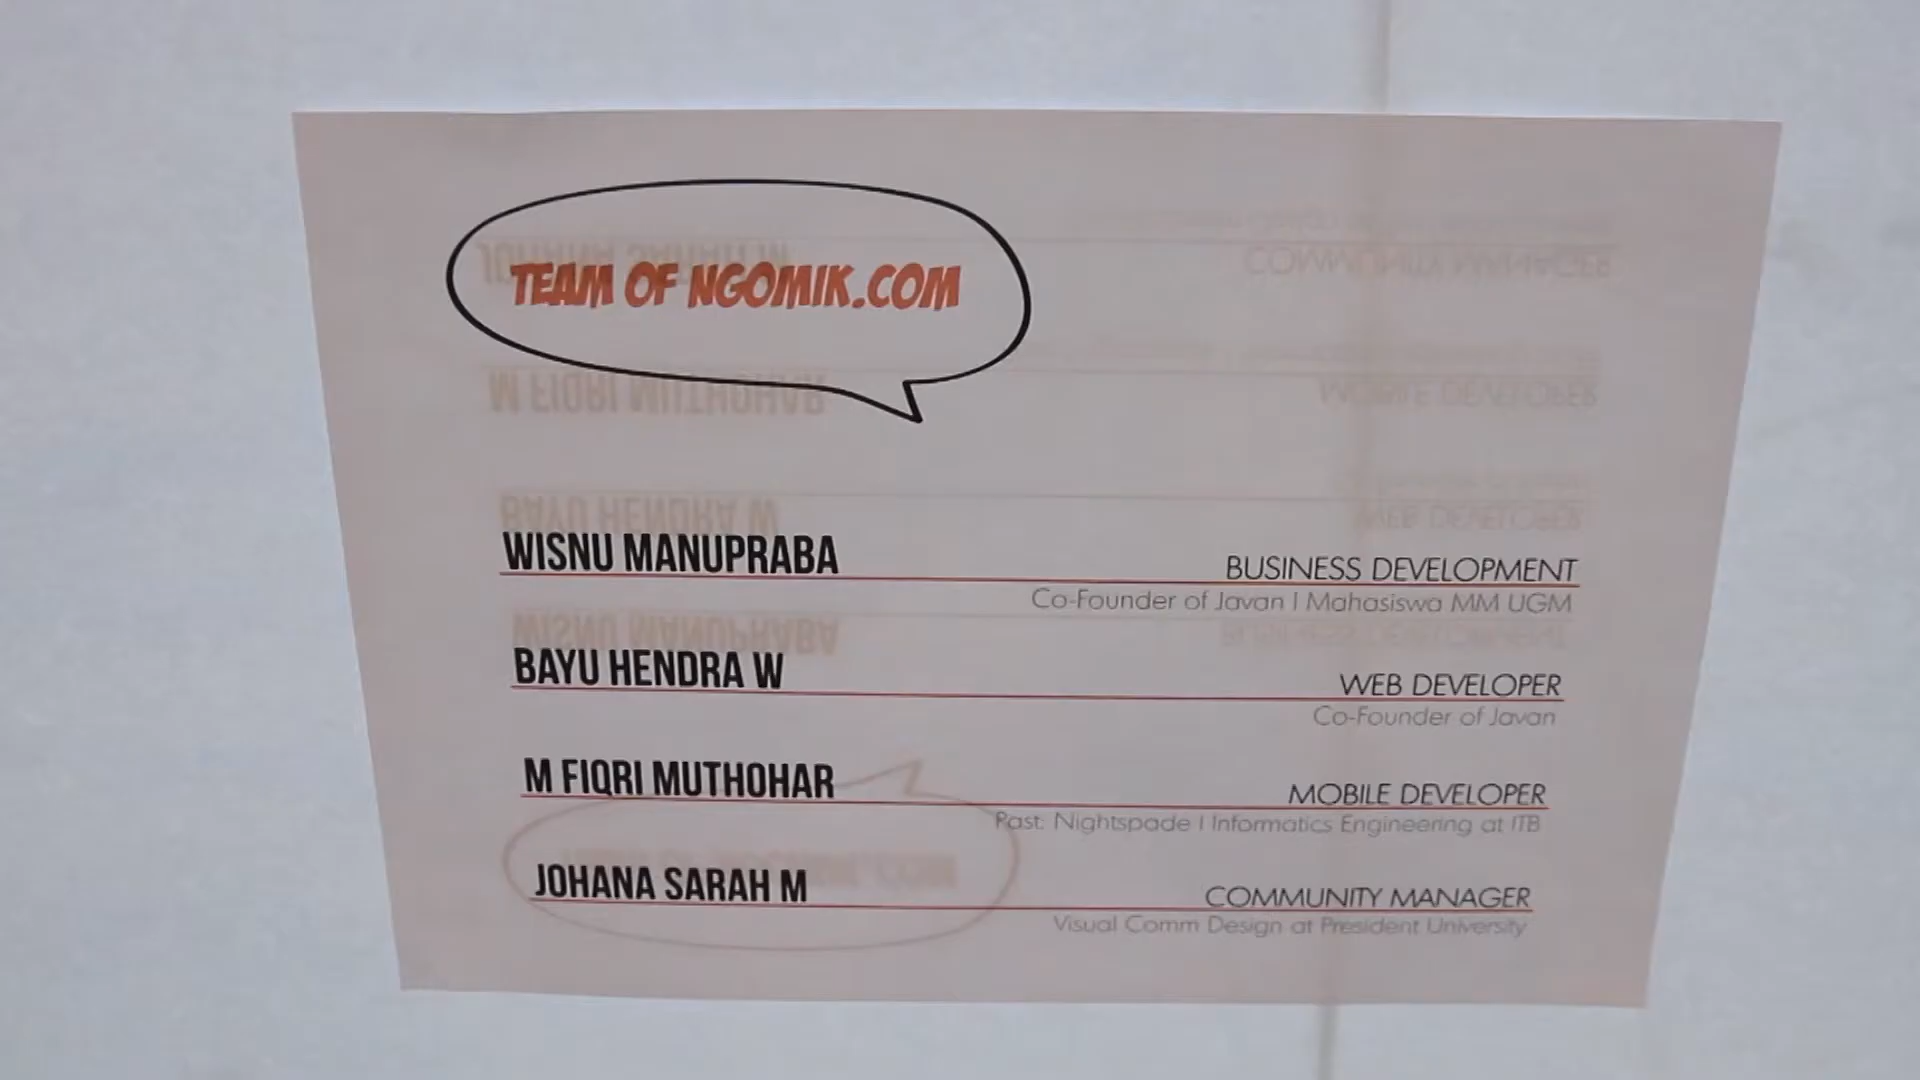 TEAM OF NGOMIK.COM
WISNU MANUPRABA
BUSINESS DEVELOPMENT
Co-Founder of Javan | Mahasiswa MM UGM
BAYU HENDRA W
WEB DEVELOPER
Co-Founder of Javan
M FIQRI MUTHOHAR
MOBILE DEVELOPER
Past: Nightspade | Informatics Engineering at ITB
JOHANA SARAH M
COMMUNITY MANAGER
Visual Comm Design at President University